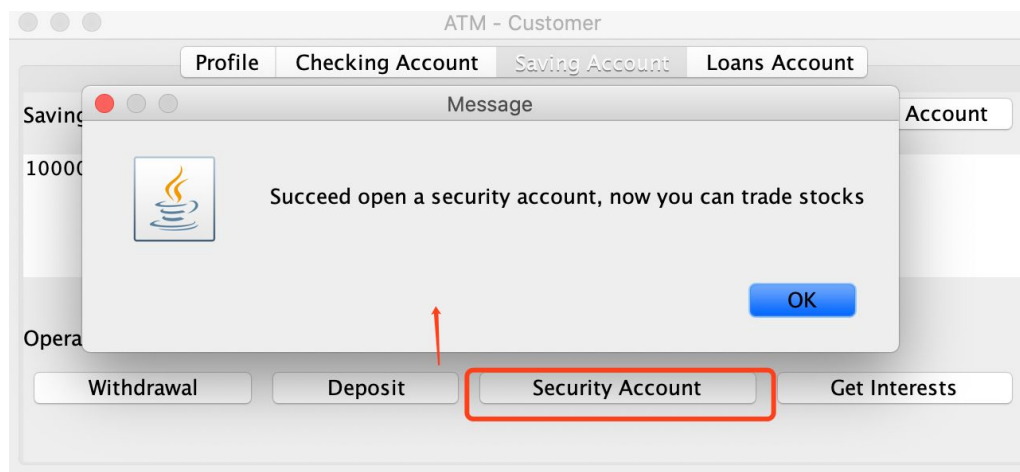 ATM - Customer
Profile Checking Account Saving Account Loans Account
Message
Account
Succeed open a security account, now you can trade stocks
OK
Withdrawal Deposit Security Account Get Interests